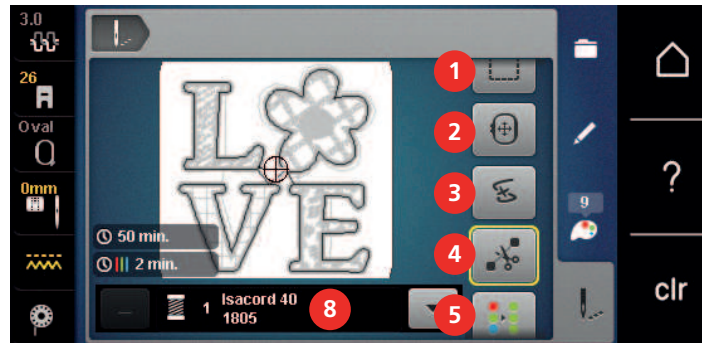 3.0
26
Oval
0mm
LOVE
50 min.
2 min.
1 Isacord 40
1805
8
1
2
3
4
5
9
?
clr